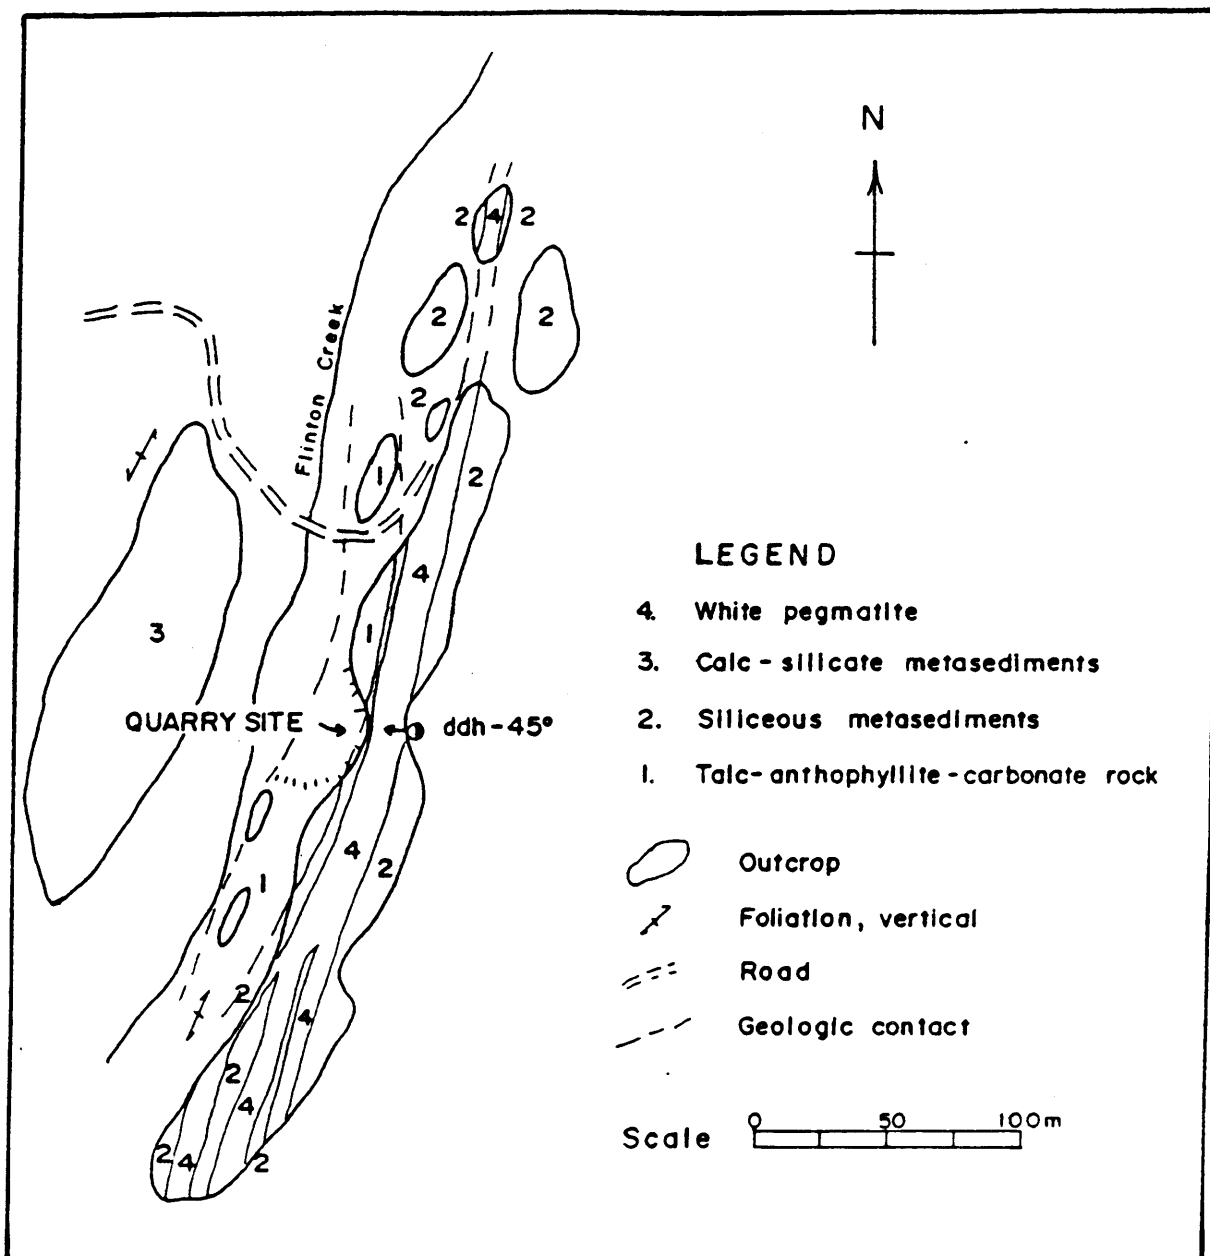 N
2 4 2
2
2
Flinton Creek
2
1
2
4
3
1
QUARRY SITE
ddh-45°
4
2
1
2
4
2
4
2
4
2
LEGEND
4. White pegmatite
3. Calc-silicate metasediments
2. Siliceous metasediments
1. Talc-anthophyllite-carbonate rock
Outcrop
Foliation, vertical
Road
Geologic contact
Scale
0 50 100m